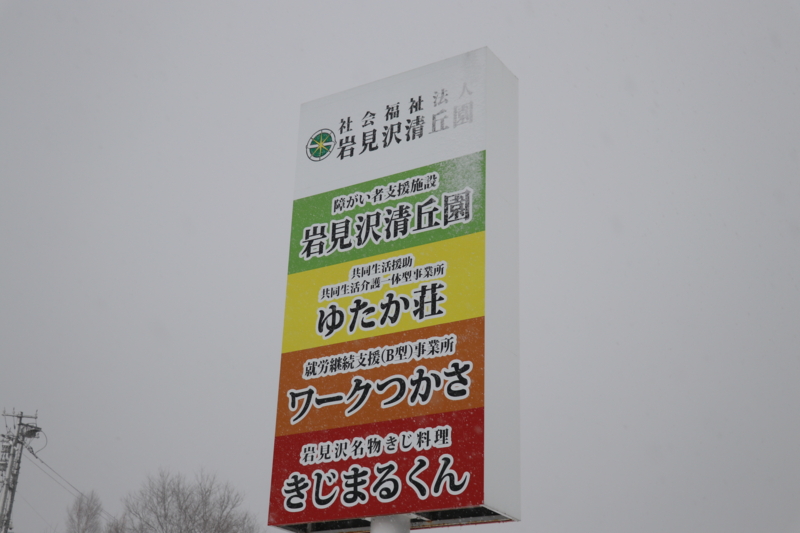 社会福祉法人
岩見沢清丘園
障がい者支援施設
岩見沢清丘園
共同生活援助
共同生活介護一体型事業所
ゆたか荘
就労継続支援(B型)事業所
ワークつかさ
岩見沢名物きじ料理
きじまるくん